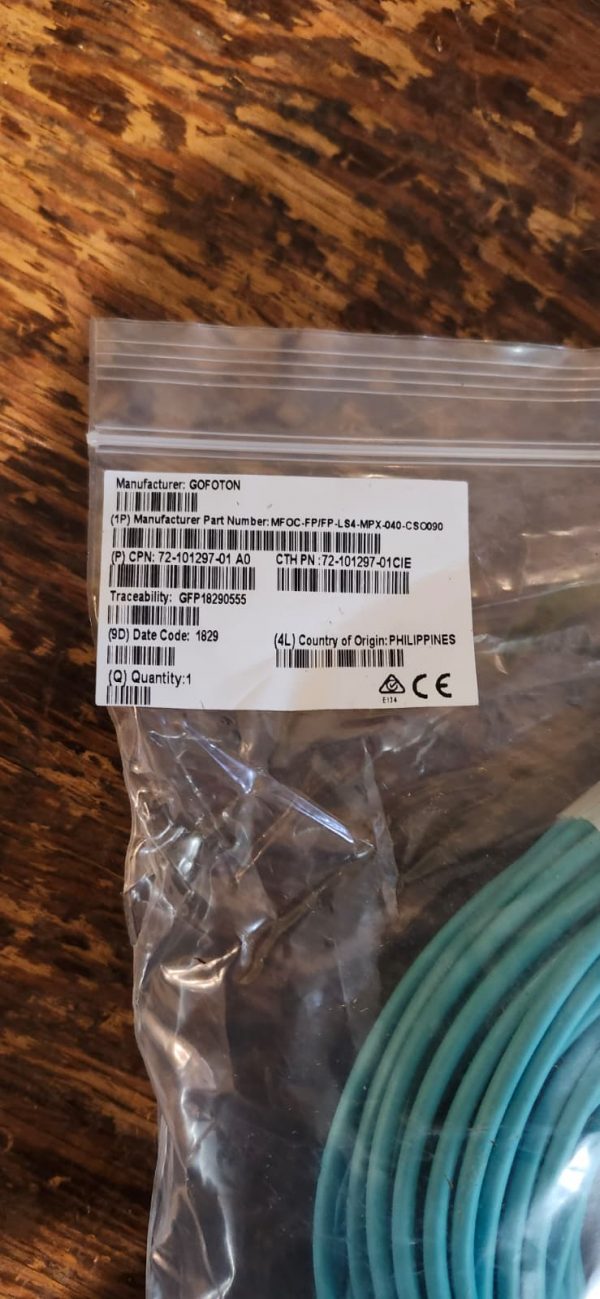 Manufacturer: GOFOTON
(1P) Manufacturer Part Number: MFOC-FP/FP-LS4-MPX-040-CSO090
(P) CPN: 72-101297-01 A0 CTH PN :72-101297-01CIE
Traceability: GFP18290555
(9D) Date Code: 1829 (4L) Country of Origin: PHILIPPINES
(Q) Quantity:1
E134
CE